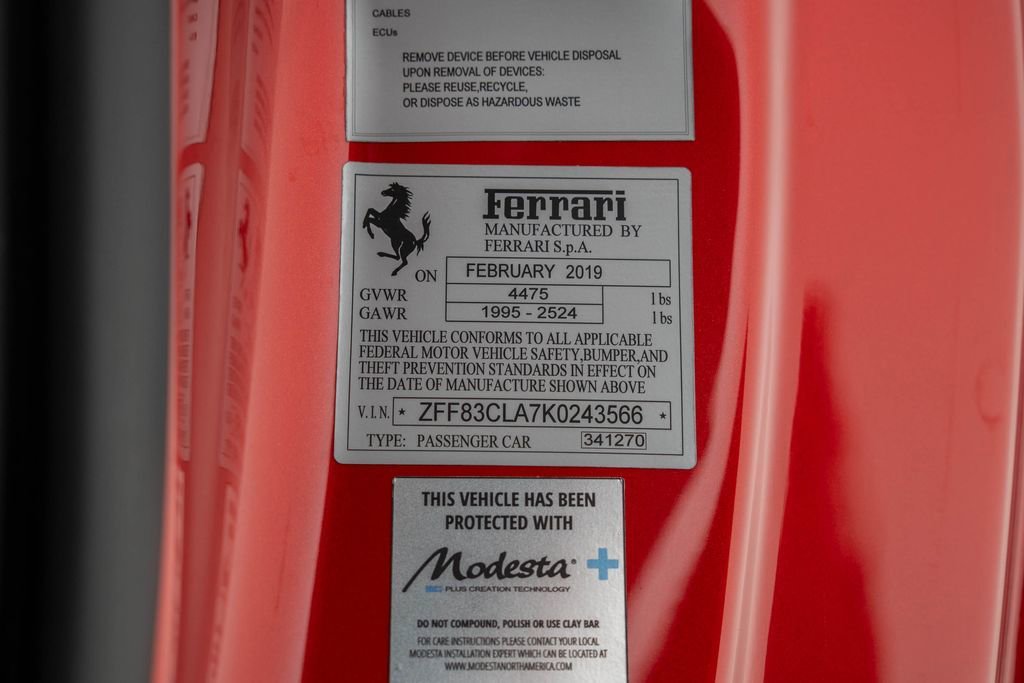 CABLES
ECUs
REMOVE DEVICE BEFORE VEHICLE DISPOSAL
UPON REMOVAL OF DEVICES:
PLEASE REUSE,RECYCLE,
OR DISPOSE AS HAZARDOUS WASTE
Ferrari
MANUFACTURED BY
FERRARI S.p.A.
ON FEBRUARY 2019
GVWR 4475 lbs
GAWR 1995 - 2524 lbs
THIS VEHICLE CONFORMS TO ALL APPLICABLE
FEDERAL MOTOR VEHICLE SAFETY,BUMPER,AND
THEFT PREVENTION STANDARDS IN EFFECT ON
THE DATE OF MANUFACTURE SHOWN ABOVE
V.I.N. * ZFF83CLA7K0243566 *
TYPE: PASSENGER CAR 341270
THIS VEHICLE HAS BEEN
PROTECTED WITH
Modesta
PLUS CREATION TECHNOLOGY
DO NOT COMPOUND, POLISH OR USE CLAY BAR
FOR CARE INSTRUCTIONS PLEASE CONTACT YOUR LOCAL
MODESTA INSTALLATION EXPERT WHICH CAN BE LOCATED AT
WWW.MODESTANORTHAMERICA.COM